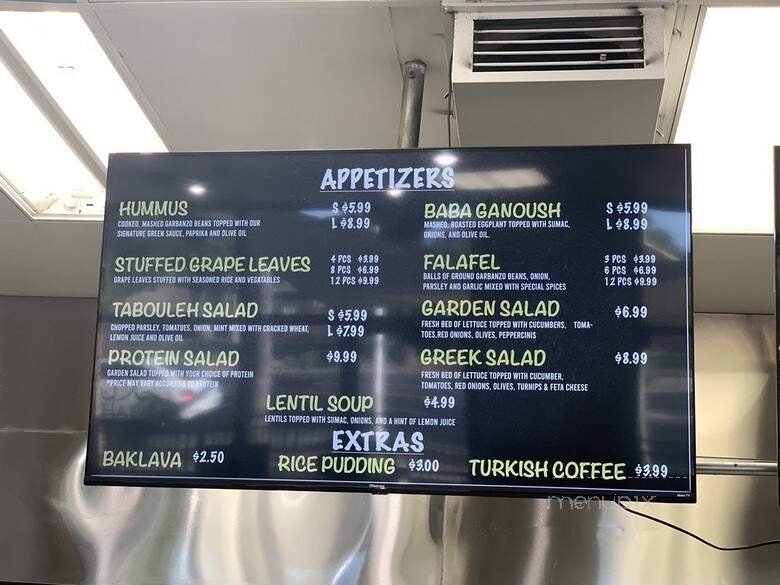 APPETIZERS
HUMMUS S $5.99
COOKED, MASHED GARBANZO BEANS TOPPED WITH OUR L $8.99
SIGNATURE GREEN SAUCE, PAPRIKA AND OLIVE OIL
BABA GANOUSH S $5.99
MASHED, ROASTED EGGPLANT TOPPED WITH SUMAC, L $8.99
ONIONS, AND OLIVE OIL.
STUFFED GRAPE LEAVES 4 PCS $3.99
8 PCS $6.99
GRAPE LEAVES STUFFED WITH SEASONED RICE AND VEGATABLES 12 PCS $9.99
FALAFEL 3 PCS $3.99
BALLS OF GROUND GARBANZO BEANS, ONION, 6 PCS $6.99
PARSLEY AND GARLIC MIXED WITH SPECIAL SPICES 12 PCS $9.99
TABOULEH SALAD S $5.99
CHOPPED PARSLEY, TOMATOES, ONION, MINT MIXED WITH CRACKED WHEAT, L $7.99
LEMON JUICE AND OLIVE OIL
GARDEN SALAD $6.99
FRESH BED OF LETTUCE TOPPED WITH CUCUMBERS, TOMA-
TOES, RED ONIONS, OLIVES, PEPPERCINIS
PROTEIN SALAD $9.99
GARDEN SALAD TOPPED WITH YOUR CHOICE OF PROTEIN
*PRICE MAY VARY ACCORDING TO PROTEIN
GREEK SALAD $8.99
FRESH BED OF LETTUCE TOPPED WITH CUCUMBER,
TOMATOES, RED ONIONS, OLIVES, TURNIPS & FETA CHEESE
LENTIL SOUP $4.99
LENTILS TOPPED WITH SUMAC, ONIONS, AND A HINT OF LEMON JUICE
EXTRAS
BAKLAVA $2.50
RICE PUDDING $3.00
TURKISH COFFEE $3.99
Hisense
Roku TV
menupix